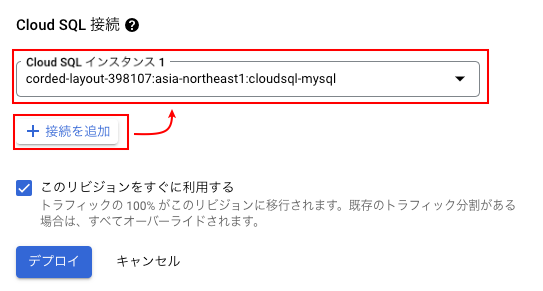 Cloud SQL 接続
Cloud SQL インスタンス 1
corded-layout-398107:asia-northeast1:cloudsql-mysql
接続を追加
このリビジョンをすぐに利用する
トラフィックの 100% がこのリビジョンに移行されます。既存のトラフィック分割がある
場合は、すべてオーバーライドされます。
デプロイ キャンセル